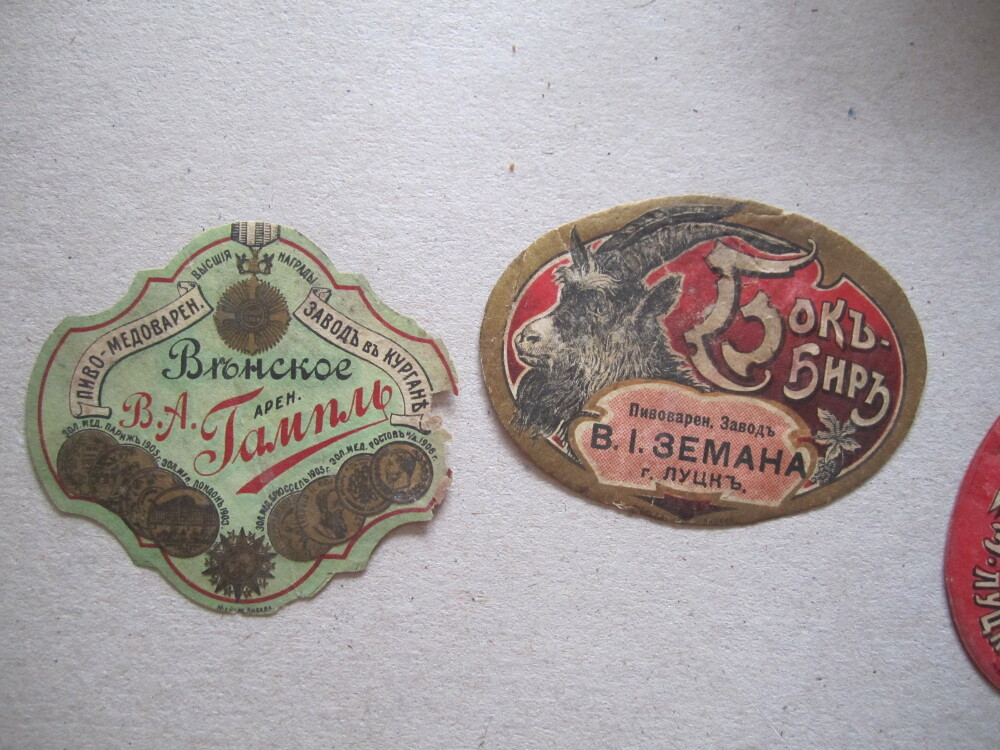 ВЫСШІЯ НАГРАДЫ
ПИВО-МЕДОВАРЕН.
ЗАВОДЪ ВЪ КУРГАНѢ
Вѣнское
АРЕН.
В.А. Гампль
ЗОЛ. МЕД. ПАРИЖЪ 1905.
ЗОЛ. МЕД. ЛОНДОНЪ 1905.
ЗОЛ. МЕД. БРЮССЕЛЬ 1905 г.
ЗОЛ. МЕД. РОСТОВЪ Н/Д. 1906 г.
БОКЪ-
БИРЪ
Пивоварен. Заводъ
В. І. ЗЕМАНА
г. ЛУЦКЪ.